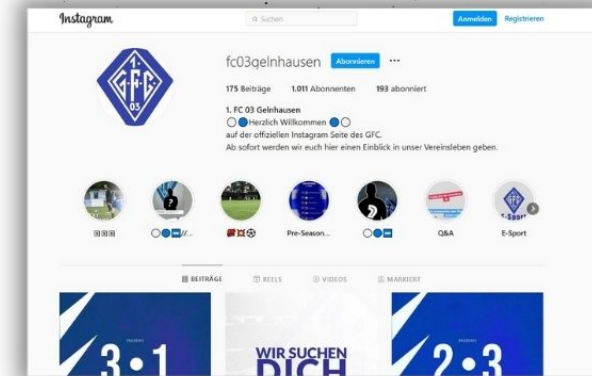 Instagram
Suchen
Anmelden
Registrieren
1.
G.F.C.
03
fc03gelnhausen
Abonnieren
175 Beiträge 1.011 Abonnenten 193 abonniert
1. FC 03 Gelnhausen
⚪🔵Herzlich Willkommen 🔵⚪
auf der offiziellen Instagram Seite des GFC.
Ab sofort werden wir euch hier einen Einblick in unser Vereinsleben geben.
Pre-Season...
Q&A
E-Sport
BEITRÄGE REELS VIDEOS MARKIERT
3•1
WIR SUCHEN
DICH
2•3